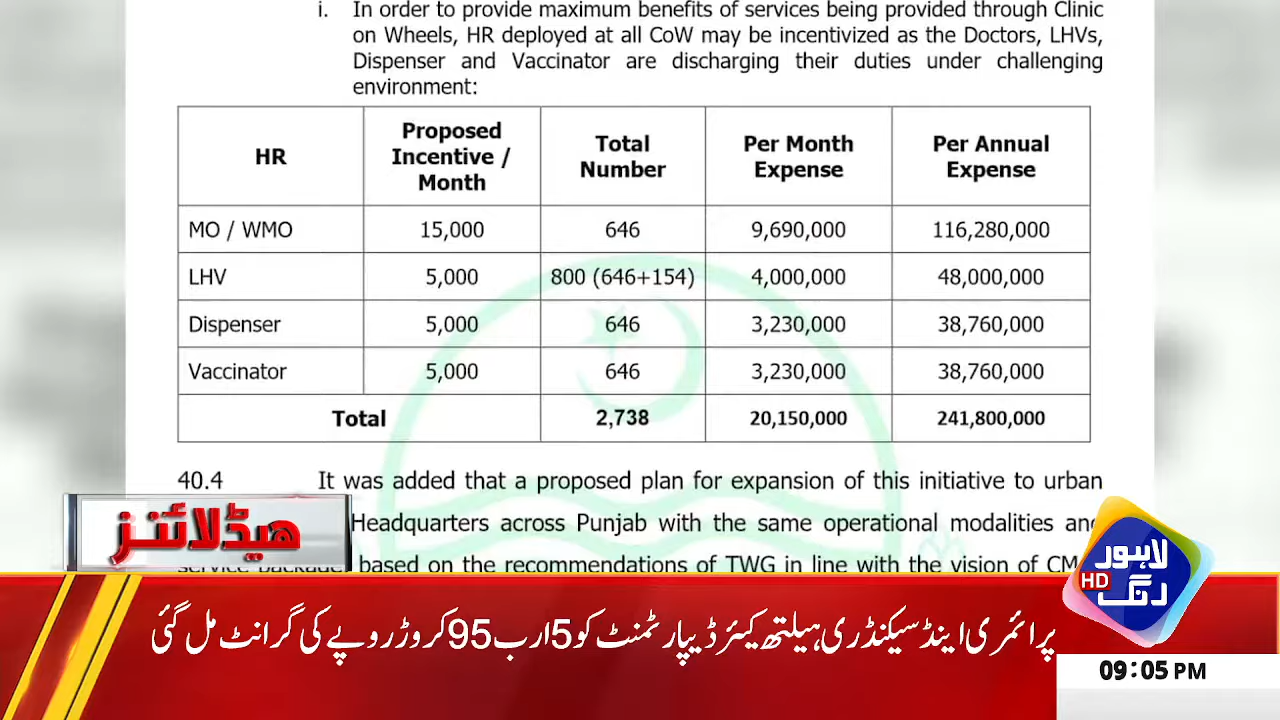 i. In order to provide maximum benefits of services being provided through Clinic
on Wheels, HR deployed at all CoW may be incentivized as the Doctors, LHVs,
Dispenser and Vaccinator are discharging their duties under challenging
environment:
HR | Proposed Incentive / Month | Total Number | Per Month Expense | Per Annual Expense
MO / WMO | 15,000 | 646 | 9,690,000 | 116,280,000
LHV | 5,000 | 800 (646+154) | 4,000,000 | 48,000,000
Dispenser | 5,000 | 646 | 3,230,000 | 38,760,000
Vaccinator | 5,000 | 646 | 3,230,000 | 38,760,000
Total | 2,738 | 20,150,000 | 241,800,000
40.4 It was added that a proposed plan for expansion of this initiative to urban
Headquarters across Punjab with the same operational modalities and
based on the recommendations of TWG in line with the vision of CM
ہیڈلائنز
لاہور
رنگ HD
پرائمری اینڈ سیکنڈری ہیلتھ کیئر ڈیپارٹمنٹ کو 5 ارب 95 کروڑ روپے کی گرانٹ مل گئی
09:05 PM